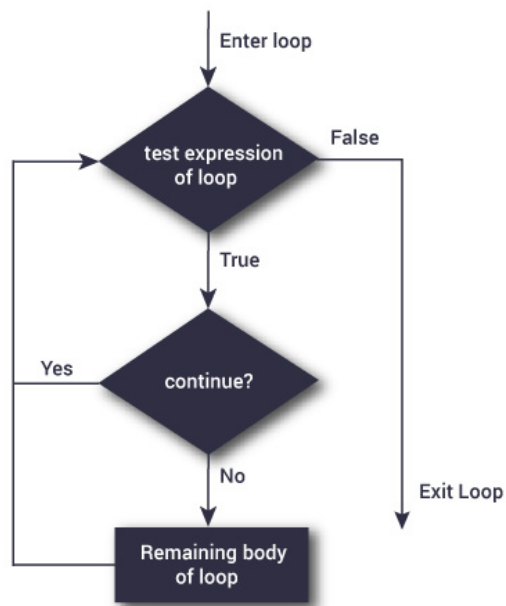 Enter loop
test expression
of loop
False
True
continue?
Yes
No
Exit Loop
Remaining body
of loop